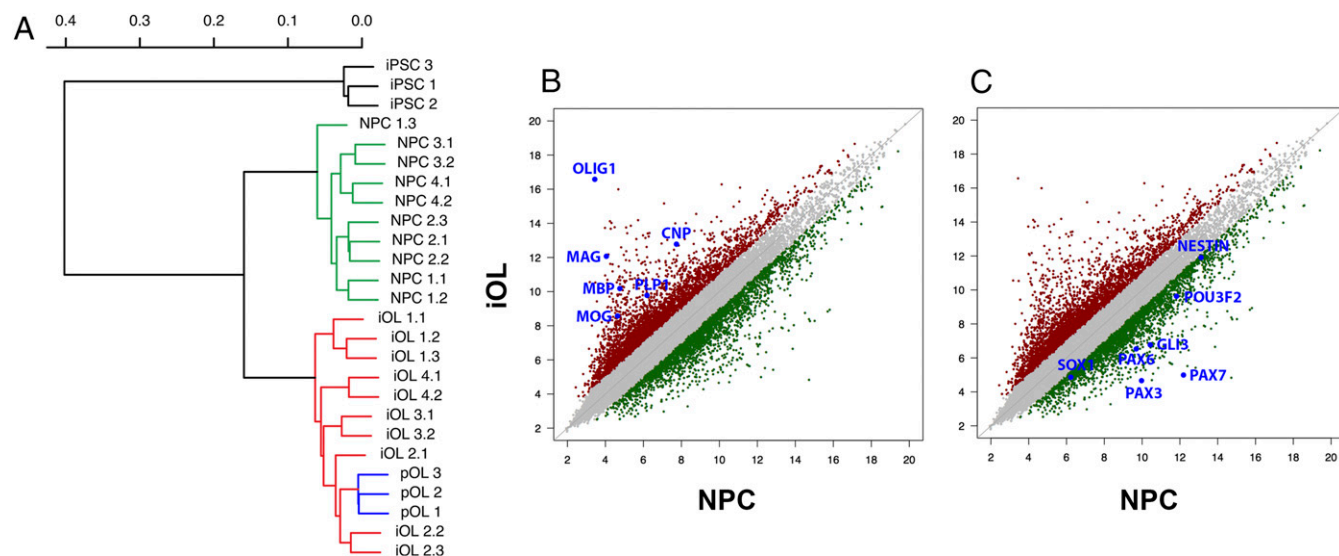 A
0.4 0.3 0.2 0.1 0.0
iPSC 3
iPSC 1
iPSC 2
NPC 1.3
NPC 3.1
NPC 3.2
NPC 4.1
NPC 4.2
NPC 2.3
NPC 2.1
NPC 2.2
NPC 1.1
NPC 1.2
iOL 1.1
iOL 1.2
iOL 1.3
iOL 4.1
iOL 4.2
iOL 3.1
iOL 3.2
iOL 2.1
pOL 3
pOL 2
pOL 1
iOL 2.2
iOL 2.3
B
iOL
20
18
16
14
12
10
8
6
4
2
OLIG1
CNP
MAG
MBP
PLP1
MOG
2 4 6 8 10 12 14 16 18 20
NPC
C
20
18
16
14
12
10
8
6
4
2
NESTIN
POU3F2
GLI3
PAX6
SOX1
PAX7
PAX3
2 4 6 8 10 12 14 16 18 20
NPC